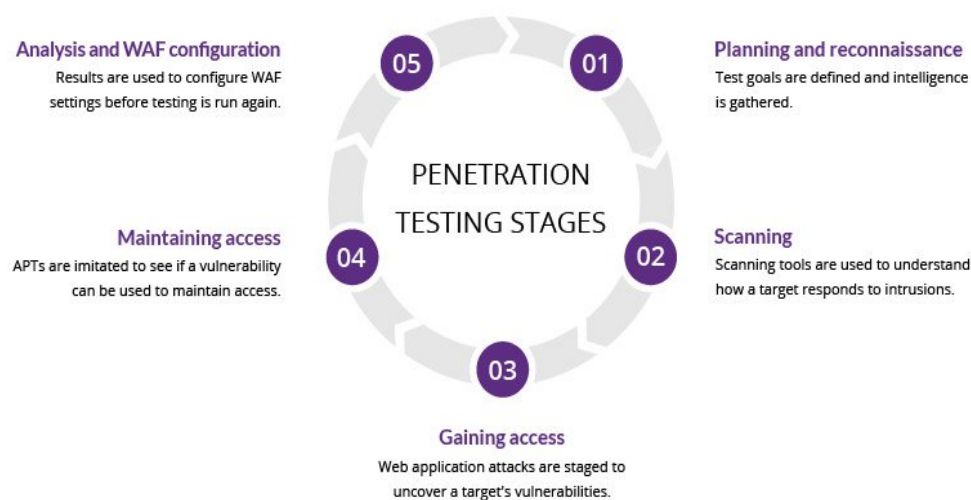 PENETRATION
TESTING STAGES
01
Planning and reconnaissance
Test goals are defined and intelligence
is gathered.
02
Scanning
Scanning tools are used to understand
how a target responds to intrusions.
03
Gaining access
Web application attacks are staged to
uncover a target's vulnerabilities.
04
Maintaining access
APTs are imitated to see if a vulnerability
can be used to maintain access.
05
Analysis and WAF configuration
Results are used to configure WAF
settings before testing is run again.